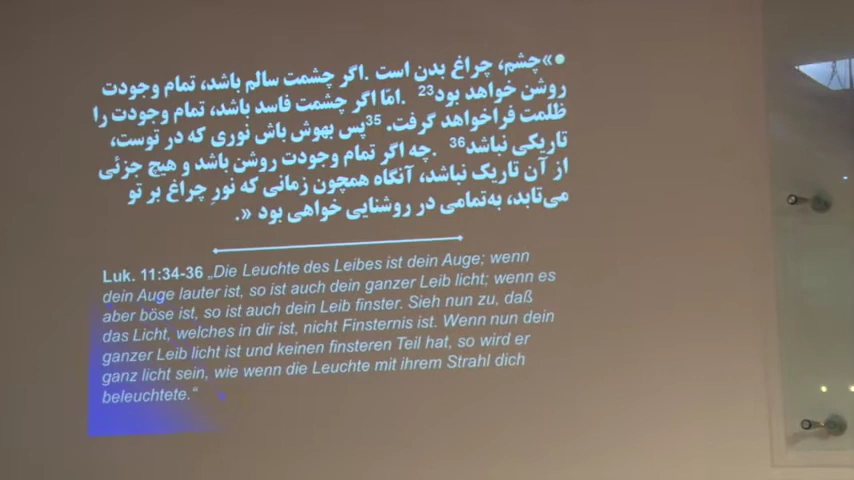 ●»چشم، چراغ بدن است .اگر چشمت سالم باشد، تمام وجودت
روشن خواهد بود23 .امّا اگر چشمت فاسد باشد، تمام وجودت را
ظلمت فراخواهد گرفت. 35پس بهوش باش نوری که در توست،
تاریکی نباشد36 .چه اگر تمام وجودت روشن باشد و هیچ جزئی
از آن تاریک نباشد، آنگاه همچون زمانی که نورِ چراغ بر تو
می‌تابد، به‌تمامی در روشنایی خواهی بود «.
Luk. 11:34-36 „Die Leuchte des Leibes ist dein Auge; wenn
dein Auge lauter ist, so ist auch dein ganzer Leib licht; wenn es
aber böse ist, so ist auch dein Leib finster. Sieh nun zu, daß
das Licht, welches in dir ist, nicht Finsternis ist. Wenn nun dein
ganzer Leib licht ist und keinen finsteren Teil hat, so wird er
ganz licht sein, wie wenn die Leuchte mit ihrem Strahl dich
beleuchtete.“